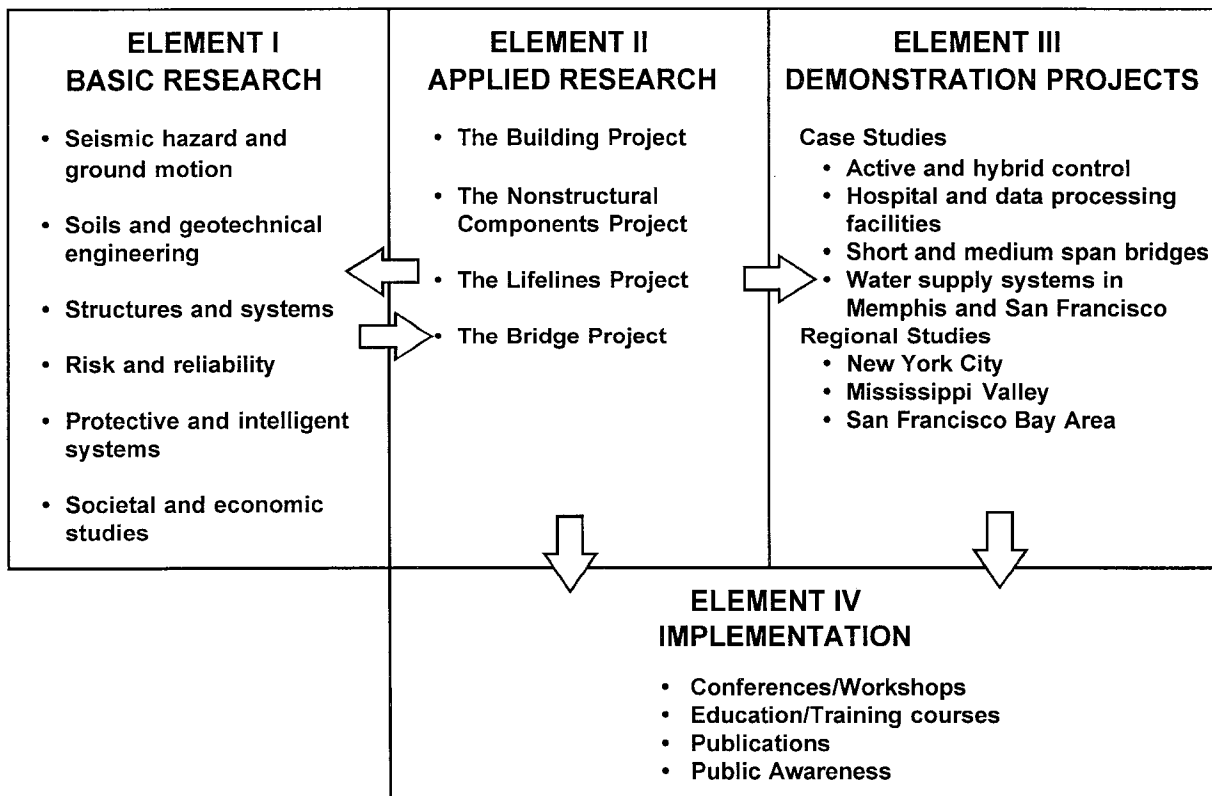 ELEMENT I
BASIC RESEARCH
• Seismic hazard and
ground motion
• Soils and geotechnical
engineering
• Structures and systems
• Risk and reliability
• Protective and intelligent
systems
• Societal and economic
studies
ELEMENT II
APPLIED RESEARCH
• The Building Project
• The Nonstructural
Components Project
• The Lifelines Project
• The Bridge Project
ELEMENT III
DEMONSTRATION PROJECTS
Case Studies
• Active and hybrid control
• Hospital and data processing
facilities
• Short and medium span bridges
• Water supply systems in
Memphis and San Francisco
Regional Studies
• New York City
• Mississippi Valley
• San Francisco Bay Area
ELEMENT IV
IMPLEMENTATION
• Conferences/Workshops
• Education/Training courses
• Publications
• Public Awareness